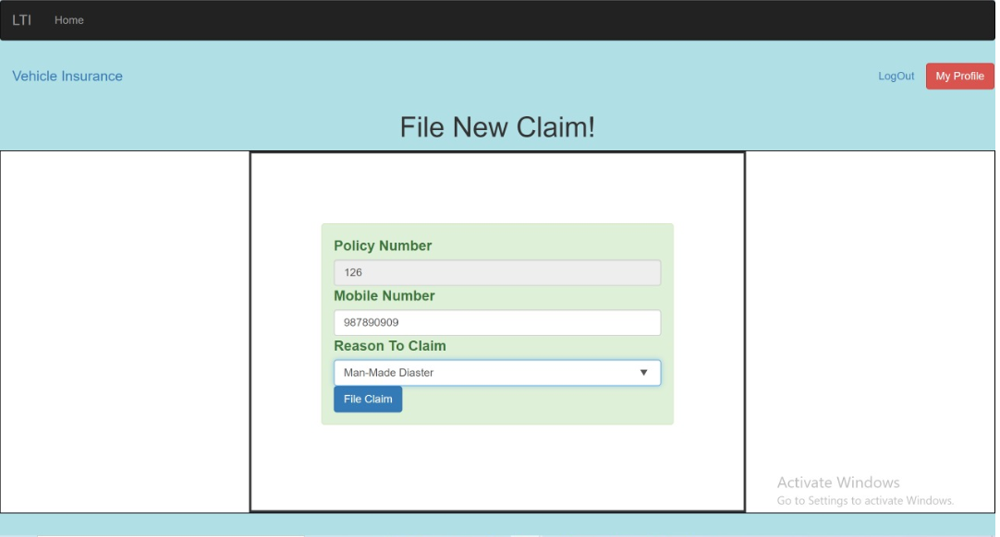 LTI Home
Vehicle Insurance LogOut My Profile
File New Claim!
Policy Number
126
Mobile Number
987890909
Reason To Claim
Man-Made Diaster
File Claim
Activate Windows
Go to Settings to activate Windows.